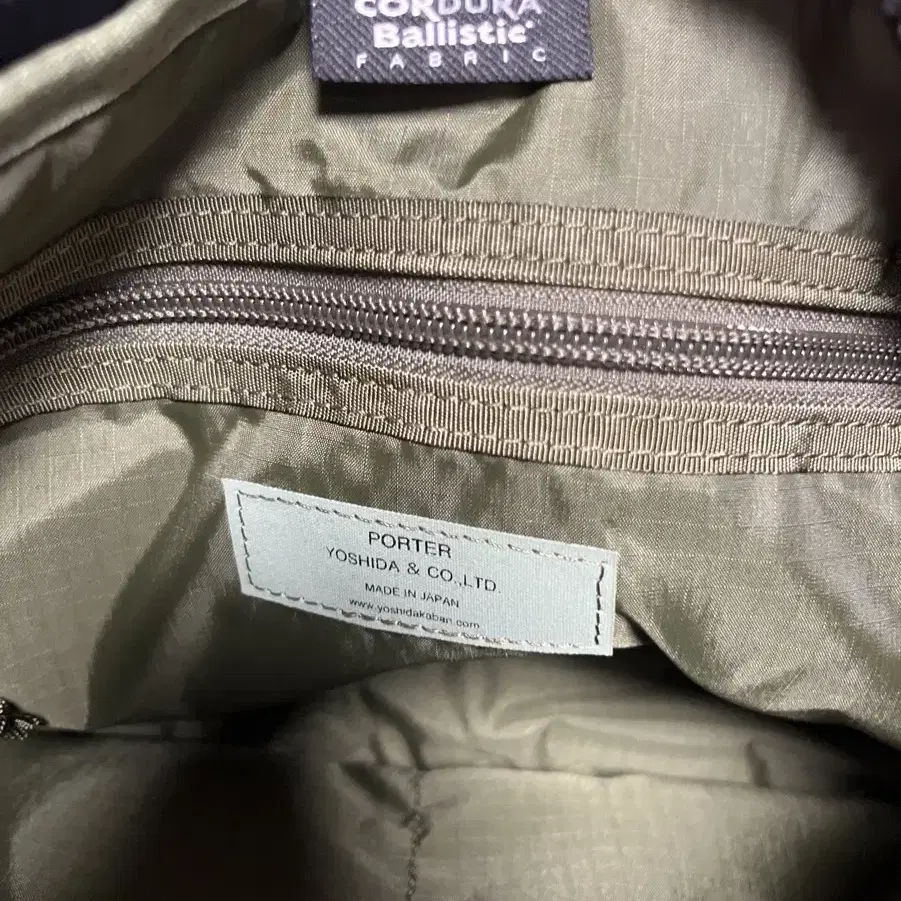 CORDURA
Ballistic®
FABRIC
PORTER
YOSHIDA & CO.,LTD.
MADE IN JAPAN
www.yoshidakaban.com